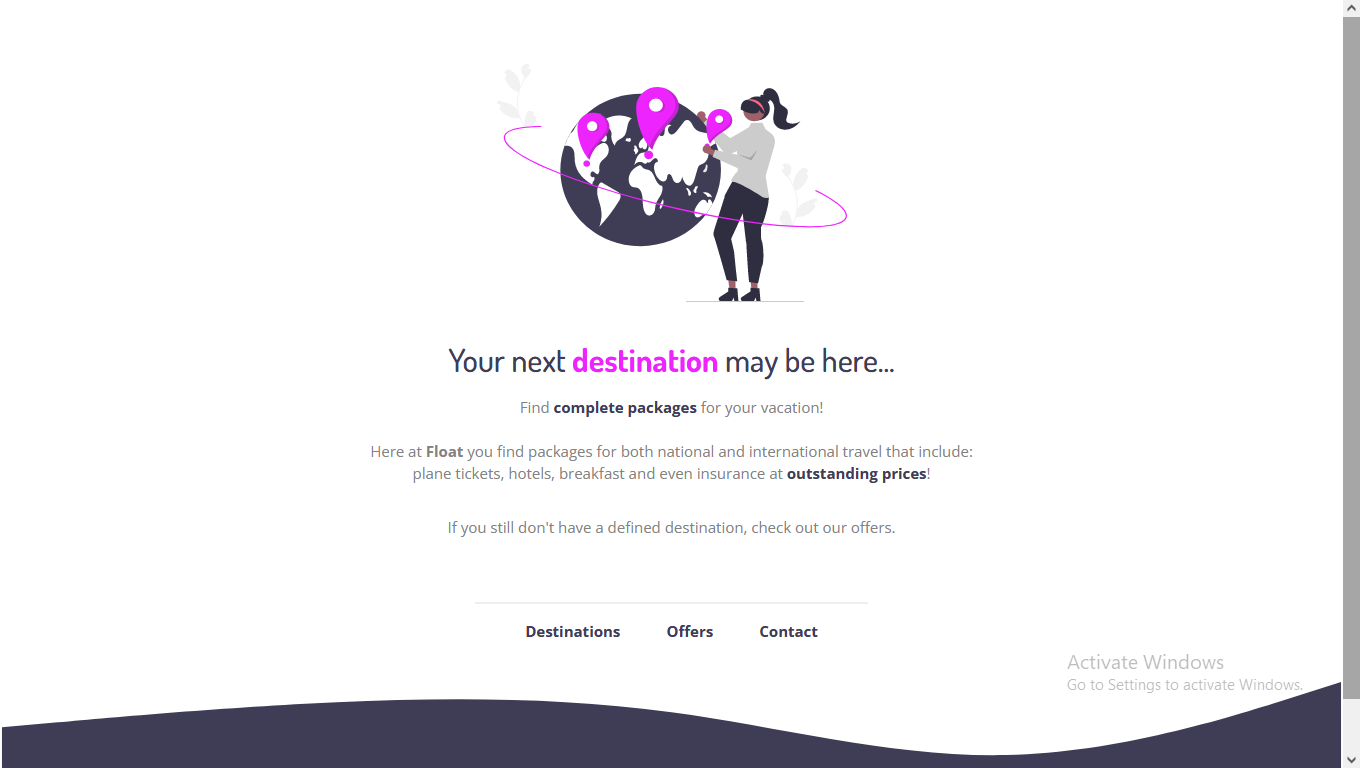 Your next destination may be here...
Find complete packages for your vacation!
Here at Float you find packages for both national and international travel that include:
plane tickets, hotels, breakfast and even insurance at outstanding prices!
If you still don't have a defined destination, check out our offers.
Destinations Offers Contact
Activate Windows
Go to Settings to activate Windows.